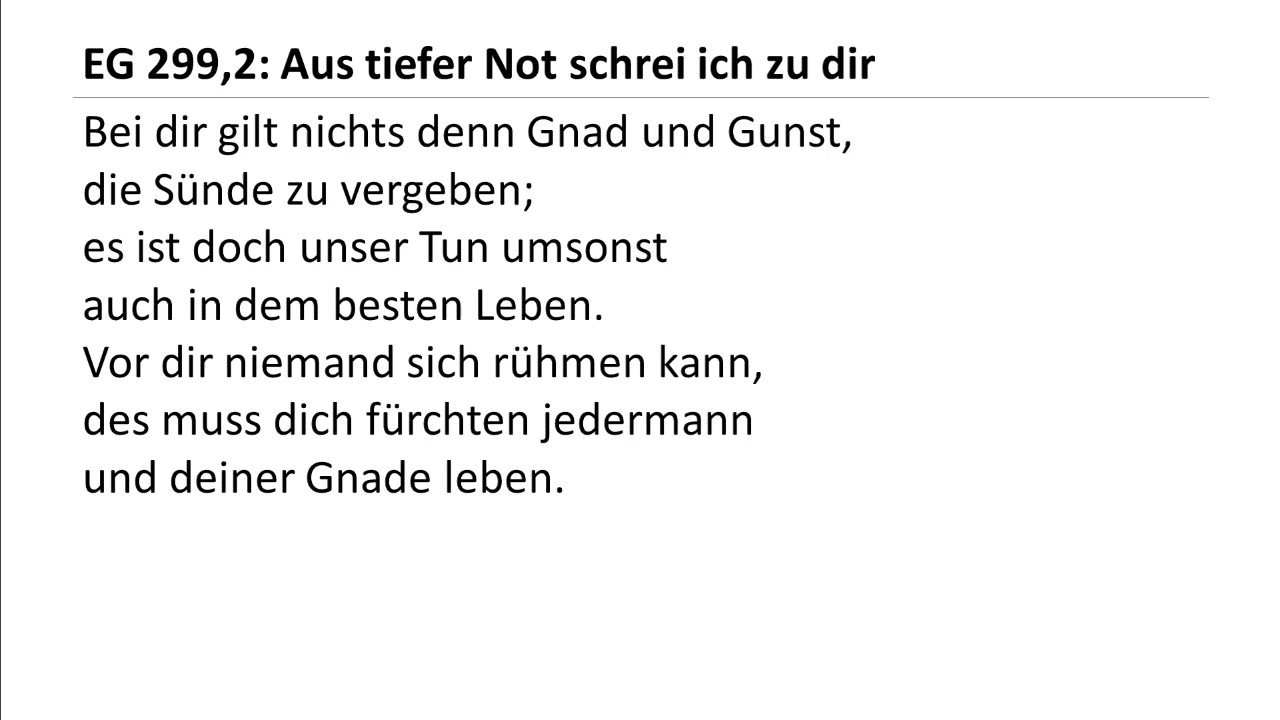 EG 299,2: Aus tiefer Not schrei ich zu dir
Bei dir gilt nichts denn Gnad und Gunst,
die Sünde zu vergeben;
es ist doch unser Tun umsonst
auch in dem besten Leben.
Vor dir niemand sich rühmen kann,
des muss dich fürchten jedermann
und deiner Gnade leben.